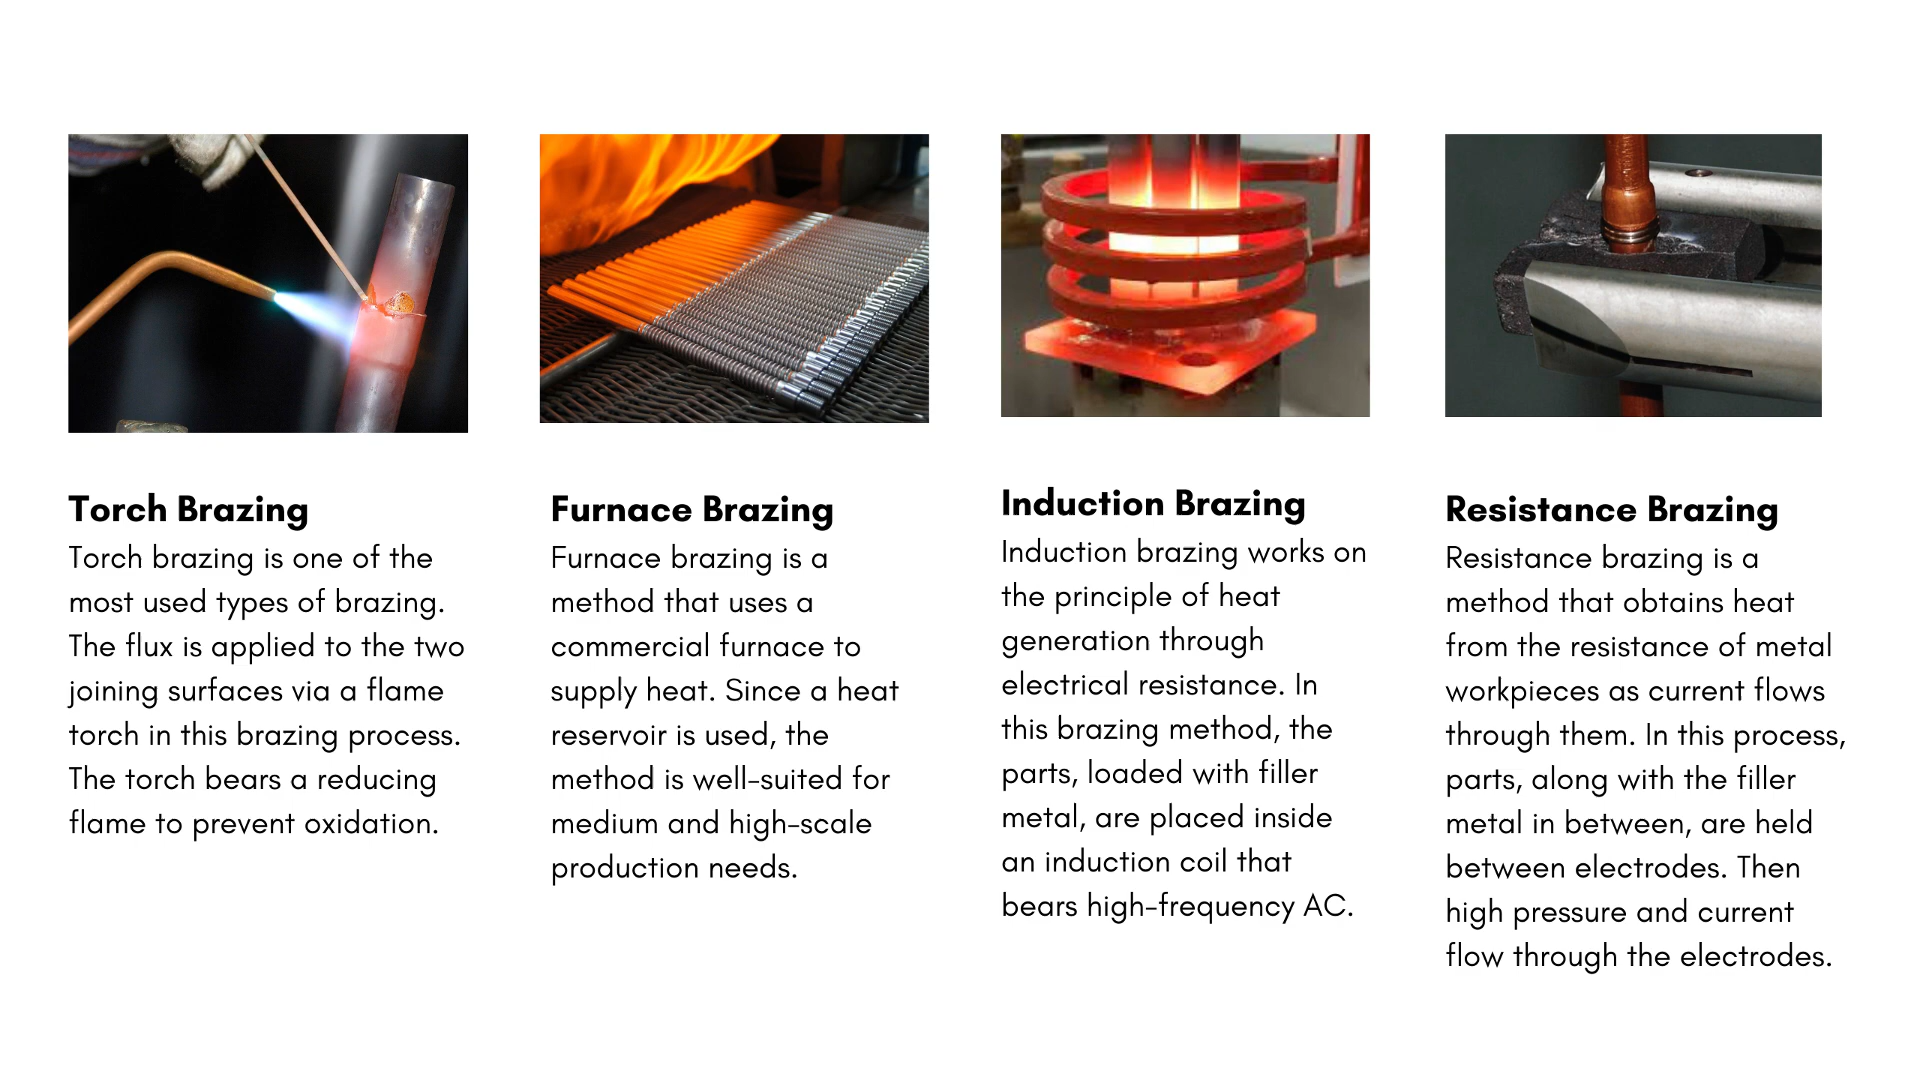 Torch Brazing
Torch brazing is one of the
most used types of brazing.
The flux is applied to the two
joining surfaces via a flame
torch in this brazing process.
The torch bears a reducing
flame to prevent oxidation.
Furnace Brazing
Furnace brazing is a
method that uses a
commercial furnace to
supply heat. Since a heat
reservoir is used, the
method is well-suited for
medium and high-scale
production needs.
Induction Brazing
Induction brazing works on
the principle of heat
generation through
electrical resistance. In
this brazing method, the
parts, loaded with filler
metal, are placed inside
an induction coil that
bears high-frequency AC.
Resistance Brazing
Resistance brazing is a
method that obtains heat
from the resistance of metal
workpieces as current flows
through them. In this process,
parts, along with the filler
metal in between, are held
between electrodes. Then
high pressure and current
flow through the electrodes.